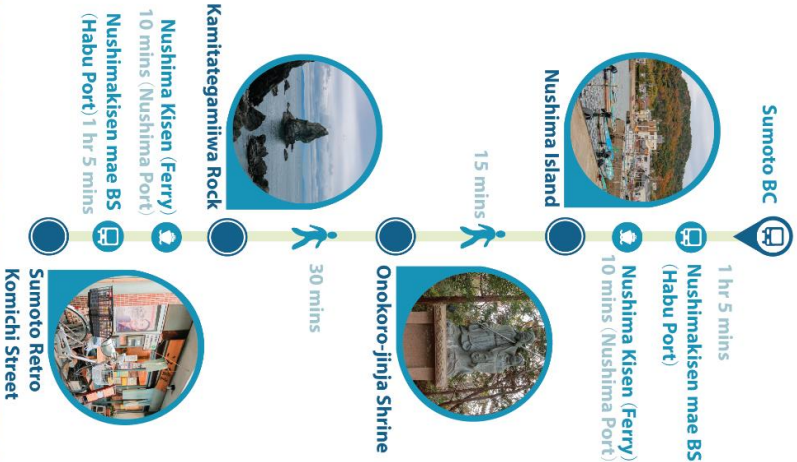 Sumoto BC
1 hr 5 mins
Nushimakisen mae BS
(Habu Port)
Nushima Kisen (Ferry)
10 mins (Nushima Port)
Nushima Island
15 mins
Onokoro-jinja Shrine
30 mins
Kamitategamiiwa Rock
Nushima Kisen (Ferry)
10 mins (Nushima Port)
Nushimakisen mae BS
(Habu Port) 1 hr 5 mins
Sumoto Retro
Komichi Street